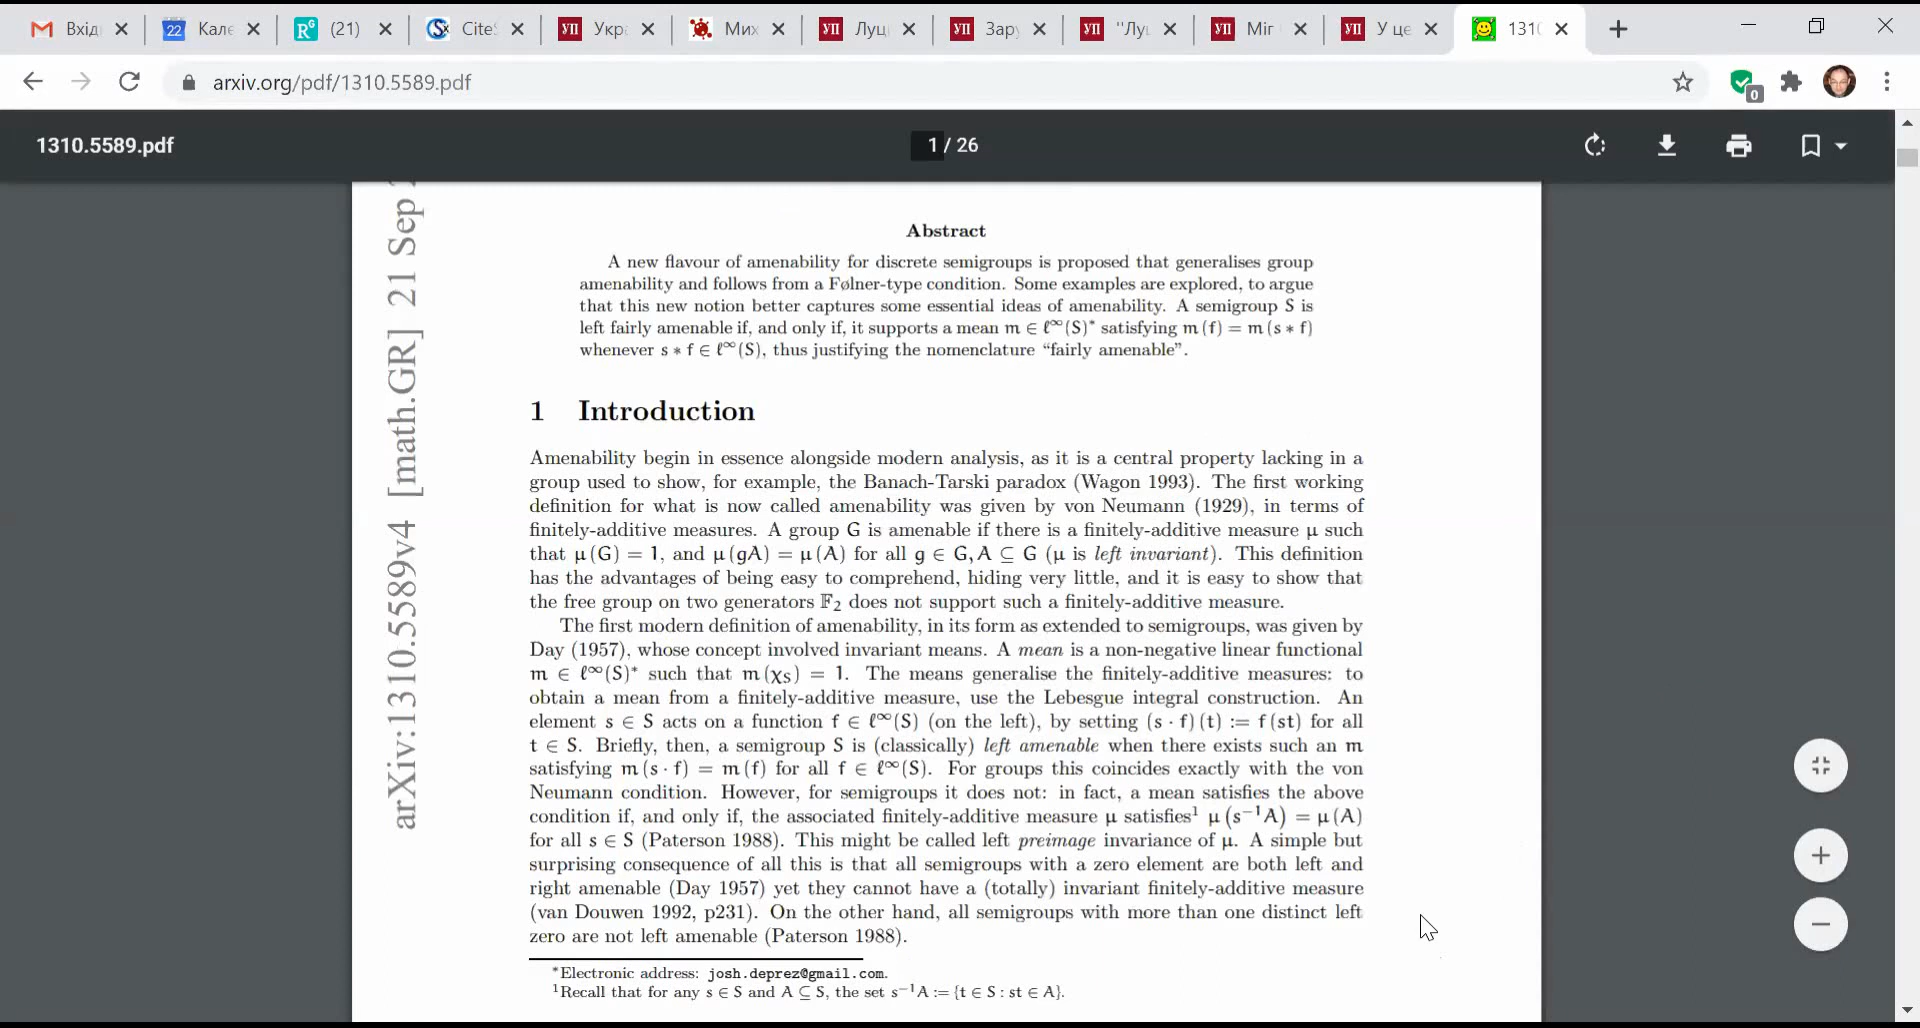 Вхід
22
Кале
R^G
(21)
Cite
УП
Укра
Мих
УП
Луц
УП
Зар
УП
"Лу
УП
Міг
УП
У це
1310
arxiv.org/pdf/1310.5589.pdf
0
1310.5589.pdf
1 / 26
arXiv:1310.5589v4 [math.GR] 21 Sep
Abstract
A new flavour of amenability for discrete semigroups is proposed that generalises group
amenability and follows from a Følner-type condition. Some examples are explored, to argue
that this new notion better captures some essential ideas of amenability. A semigroup S is
left fairly amenable if, and only if, it supports a mean m ∈ ℓ^∞(S)* satisfying m(f) = m(s ∗ f)
whenever s ∗ f ∈ ℓ^∞(S), thus justifying the nomenclature “fairly amenable”.
1 Introduction
Amenability begin in essence alongside modern analysis, as it is a central property lacking in a
group used to show, for example, the Banach-Tarski paradox (Wagon 1993). The first working
definition for what is now called amenability was given by von Neumann (1929), in terms of
finitely-additive measures. A group G is amenable if there is a finitely-additive measure μ such
that μ(G) = 1, and μ(gA) = μ(A) for all g ∈ G, A ⊆ G (μ is left invariant). This definition
has the advantages of being easy to comprehend, hiding very little, and it is easy to show that
the free group on two generators 𝔽₂ does not support such a finitely-additive measure.
The first modern definition of amenability, in its form as extended to semigroups, was given by
Day (1957), whose concept involved invariant means. A mean is a non-negative linear functional
m ∈ ℓ^∞(S)* such that m(χ_S) = 1. The means generalise the finitely-additive measures: to
obtain a mean from a finitely-additive measure, use the Lebesgue integral construction. An
element s ∈ S acts on a function f ∈ ℓ^∞(S) (on the left), by setting (s · f)(t) := f(st) for all
t ∈ S. Briefly, then, a semigroup S is (classically) left amenable when there exists such an m
satisfying m(s · f) = m(f) for all f ∈ ℓ^∞(S). For groups this coincides exactly with the von
Neumann condition. However, for semigroups it does not: in fact, a mean satisfies the above
condition if, and only if, the associated finitely-additive measure μ satisfies¹ μ(s⁻¹A) = μ(A)
for all s ∈ S (Paterson 1988). This might be called left preimage invariance of μ. A simple but
surprising consequence of all this is that all semigroups with a zero element are both left and
right amenable (Day 1957) yet they cannot have a (totally) invariant finitely-additive measure
(van Douwen 1992, p231). On the other hand, all semigroups with more than one distinct left
zero are not left amenable (Paterson 1988).
*Electronic address: josh.deprez@gmail.com.
¹Recall that for any s ∈ S and A ⊆ S, the set s⁻¹A := {t ∈ S : st ∈ A}.